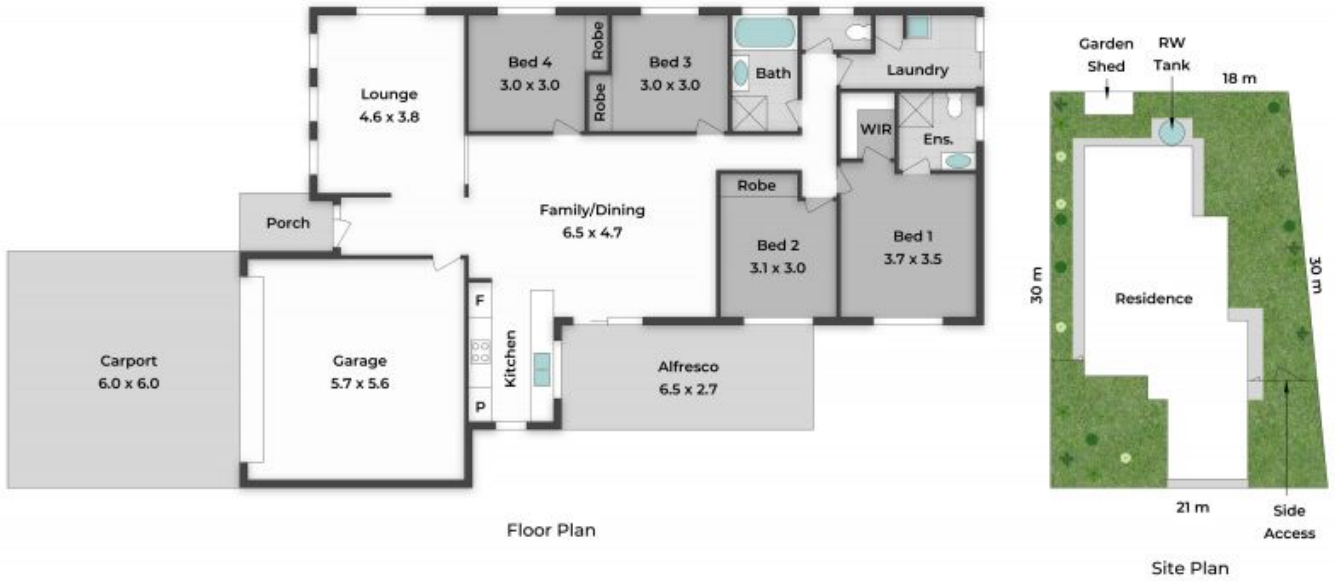 Lounge
4.6 x 3.8
Bed 4
3.0 x 3.0
Robe
Robe
Bed 3
3.0 x 3.0
Bath
Laundry
WIR
Ens.
Porch
Family/Dining
6.5 x 4.7
Robe
Bed 2
3.1 x 3.0
Bed 1
3.7 x 3.5
Carport
6.0 x 6.0
Garage
5.7 x 5.6
F
P
Kitchen
Alfresco
6.5 x 2.7
Floor Plan
Garden
Shed
RW
Tank
18 m
30 m
Residence
30 m
21 m
Side
Access
Site Plan